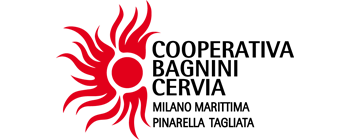 COOPERATIVA
BAGNINI
CERVIA
MILANO MARITTIMA
PINARELLA TAGLIATA